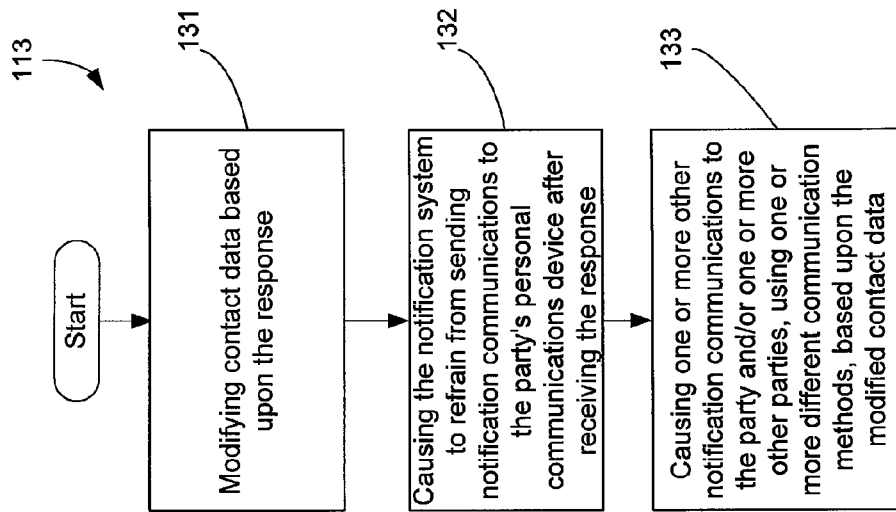 113
Start
131
Modifying contact data based
upon the response
132
Causing the notification system
to refrain from sending
notification communications to
the party's personal
communications device after
receiving the response
133
Causing one or more other
notification communications to
the party and/or one or more
other parties, using one or
more different communication
methods, based upon the
modified contact data